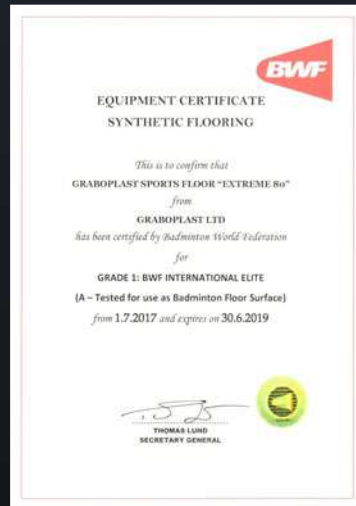 BWF
EQUIPMENT CERTIFICATE
SYNTHETIC FLOORING
This is to confirm that
GRABOPLAST SPORTS FLOOR "EXTREME 80"
from
GRABOPLAST LTD
has been certified by Badminton World Federation
for
GRADE 1: BWF INTERNATIONAL ELITE
(A – Tested for use as Badminton Floor Surface)
from 1.7.2017 and expires on 30.6.2019
THOMAS LUND
SECRETARY GENERAL